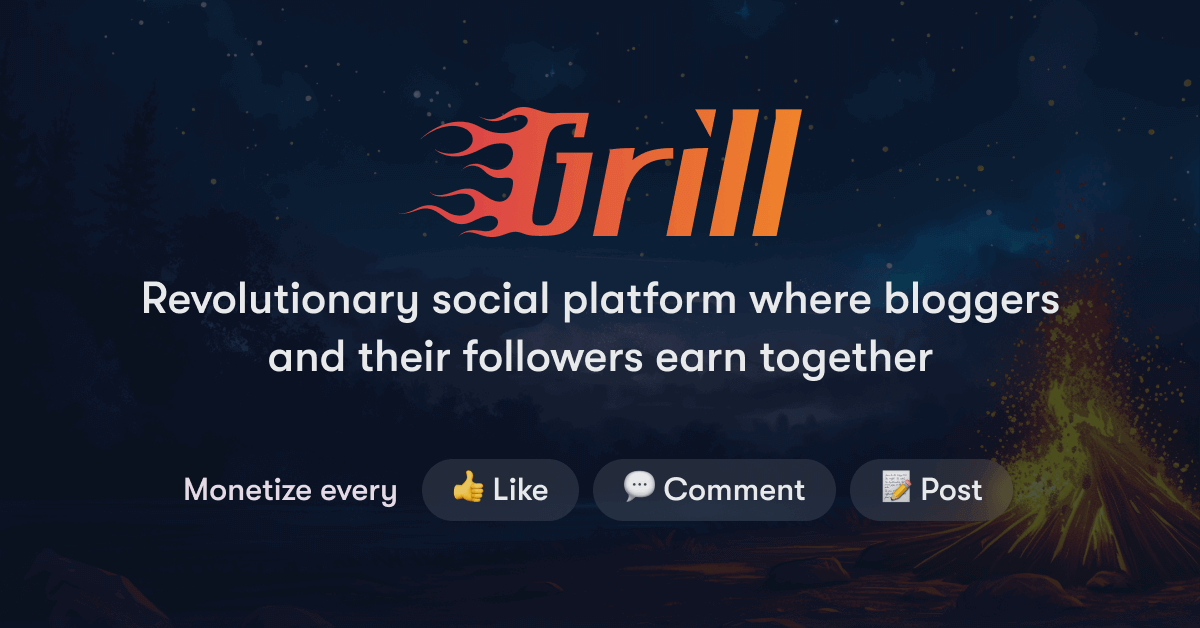 Grill
Revolutionary social platform where bloggers
and their followers earn together
Monetize every 👍 Like 💬 Comment 📝 Post